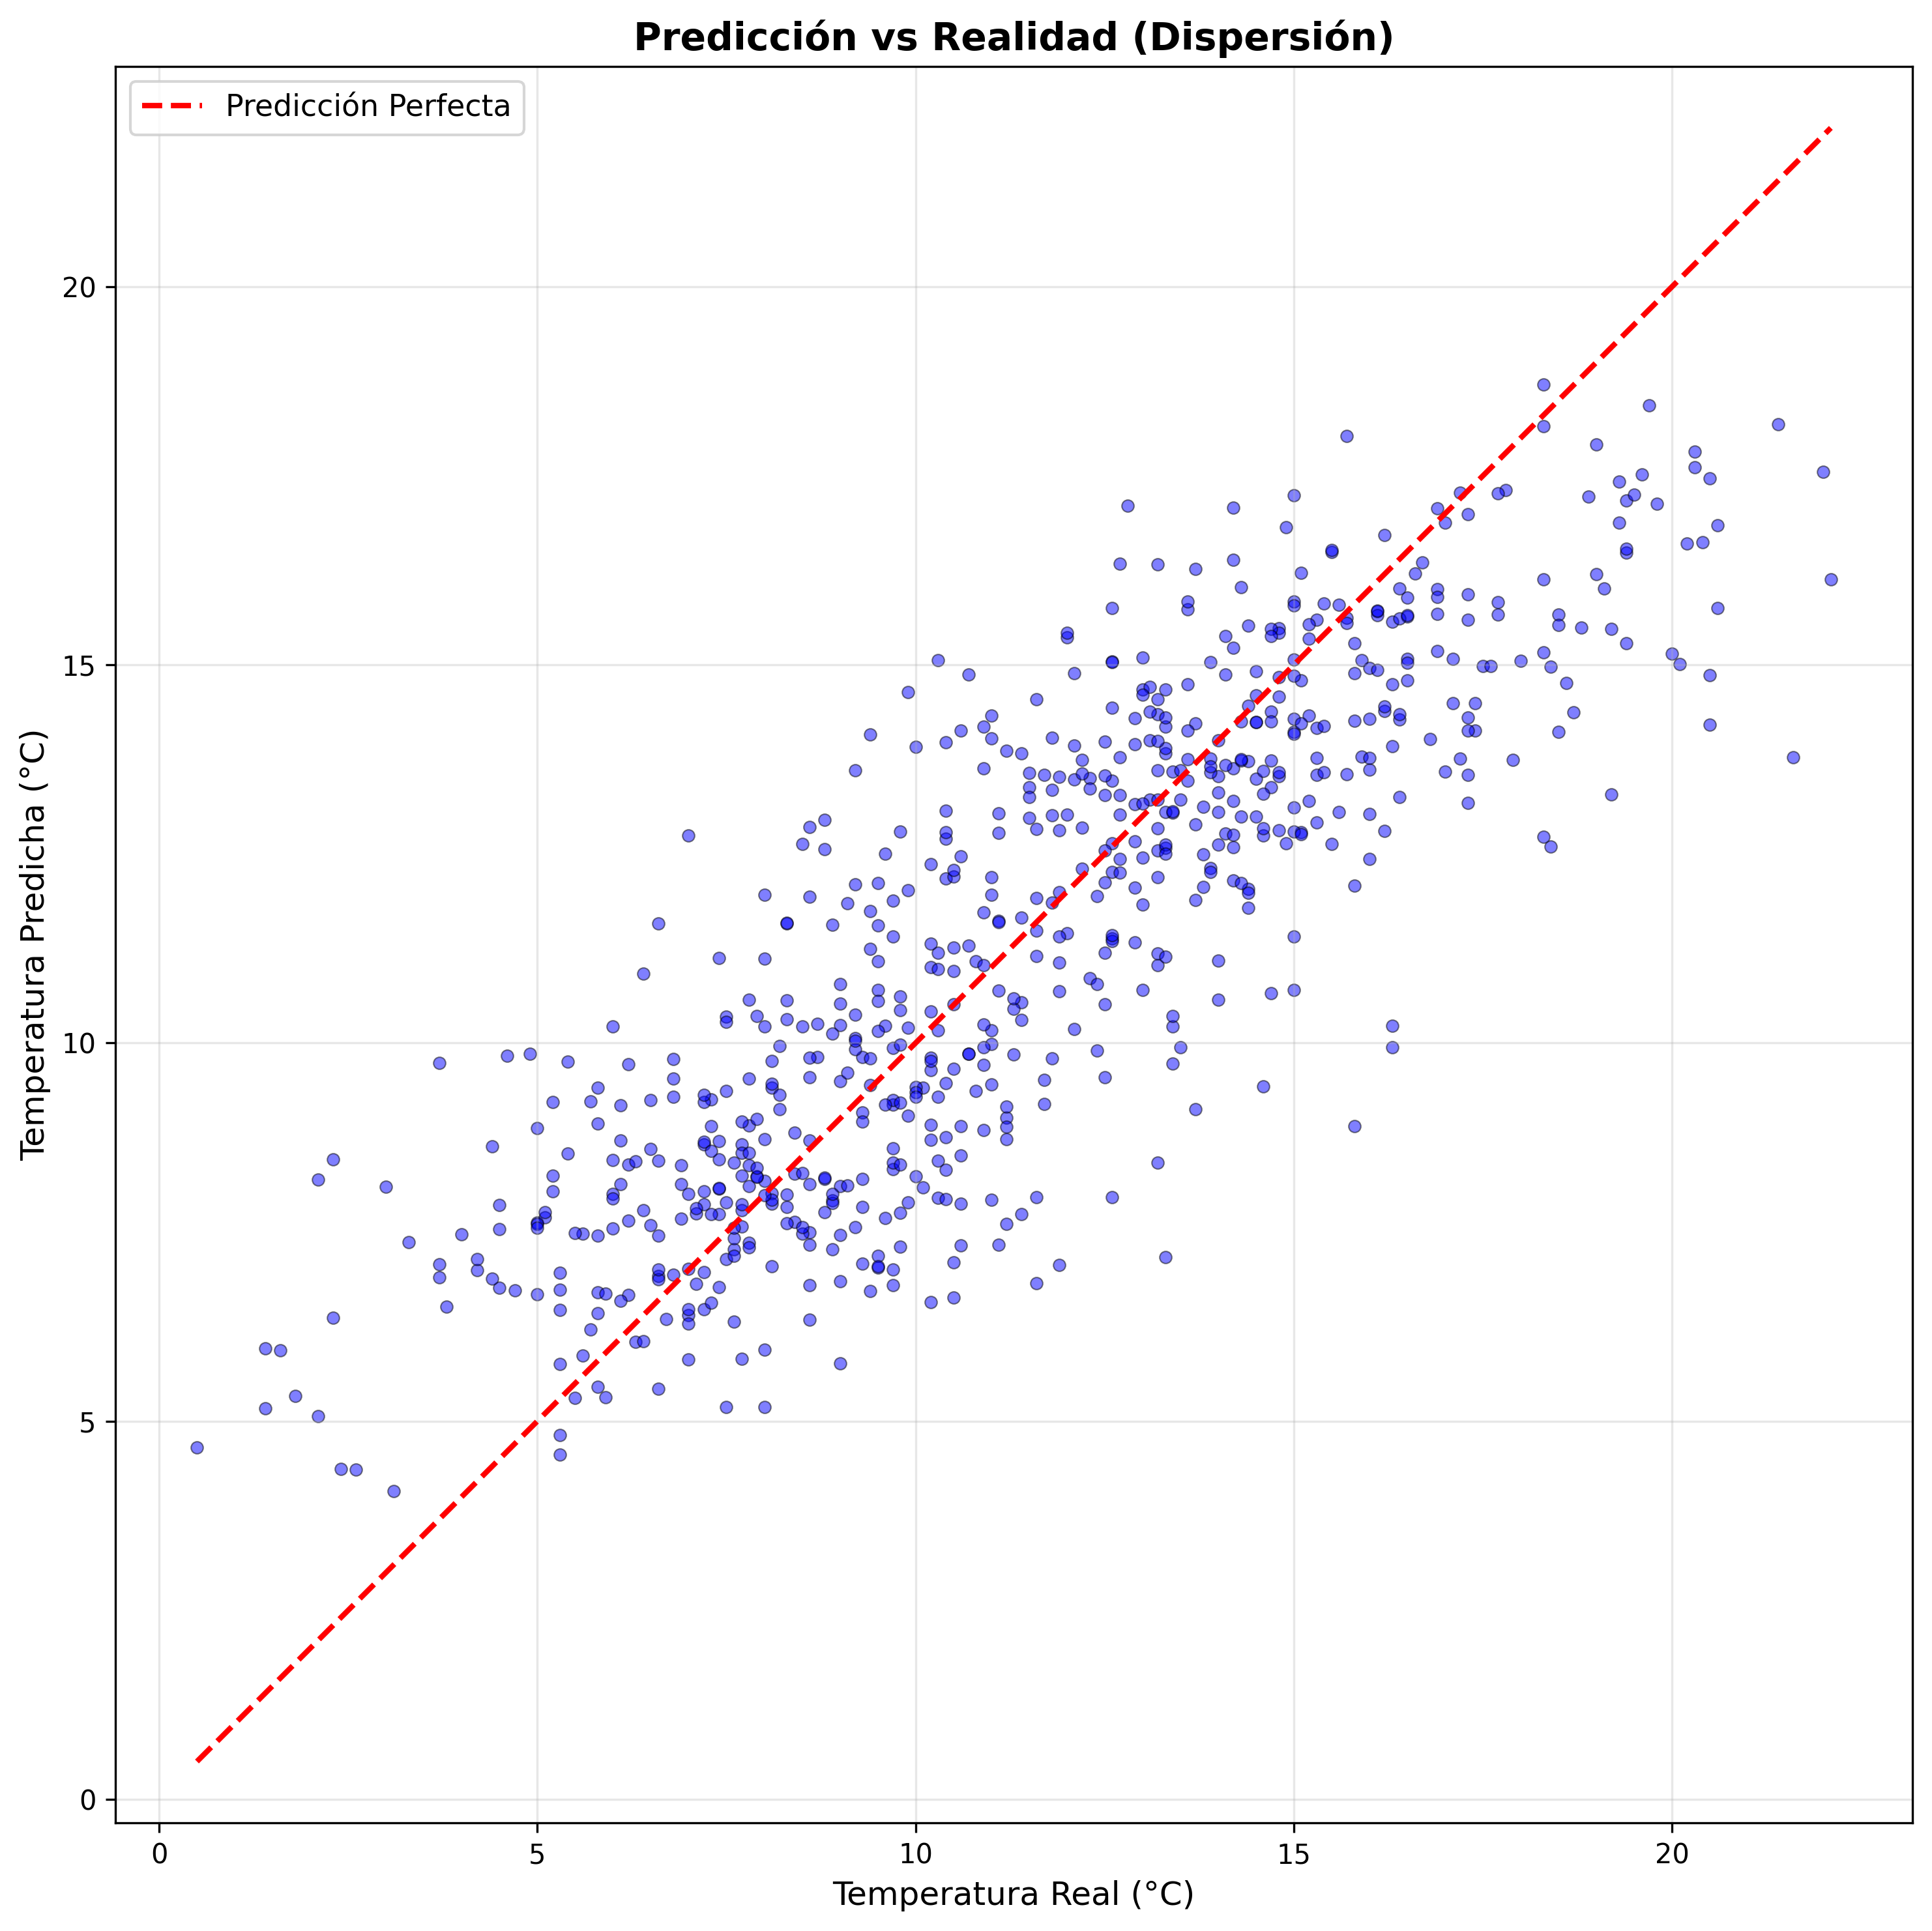 Predicción vs Realidad (Dispersión)
Predicción Perfecta
Temperatura Predicha (°C)
20
15
10
5
0
0 5 10 15 20
Temperatura Real (°C)